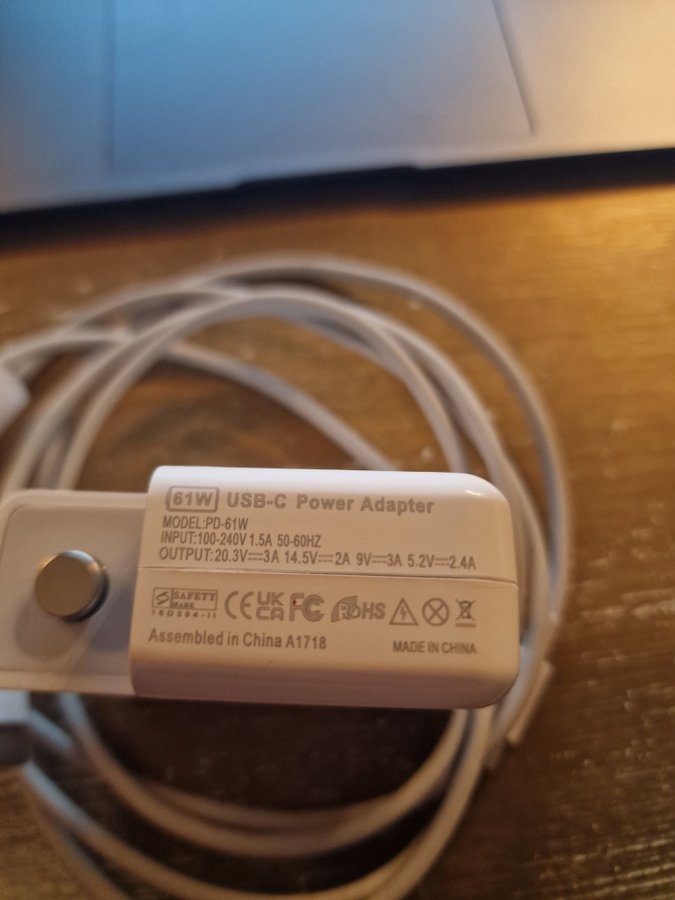 61W USB-C Power Adapter
MODEL:PD-61W
INPUT:100-240V 1.5A 50-60HZ
OUTPUT:20.3V⎓3A 14.5V⎓2A 9V⎓3A 5.2V⎓2.4A
SAFETY
MARK
CE UK
CA FC RoHS
Assembled in China A1718
MADE IN CHINA